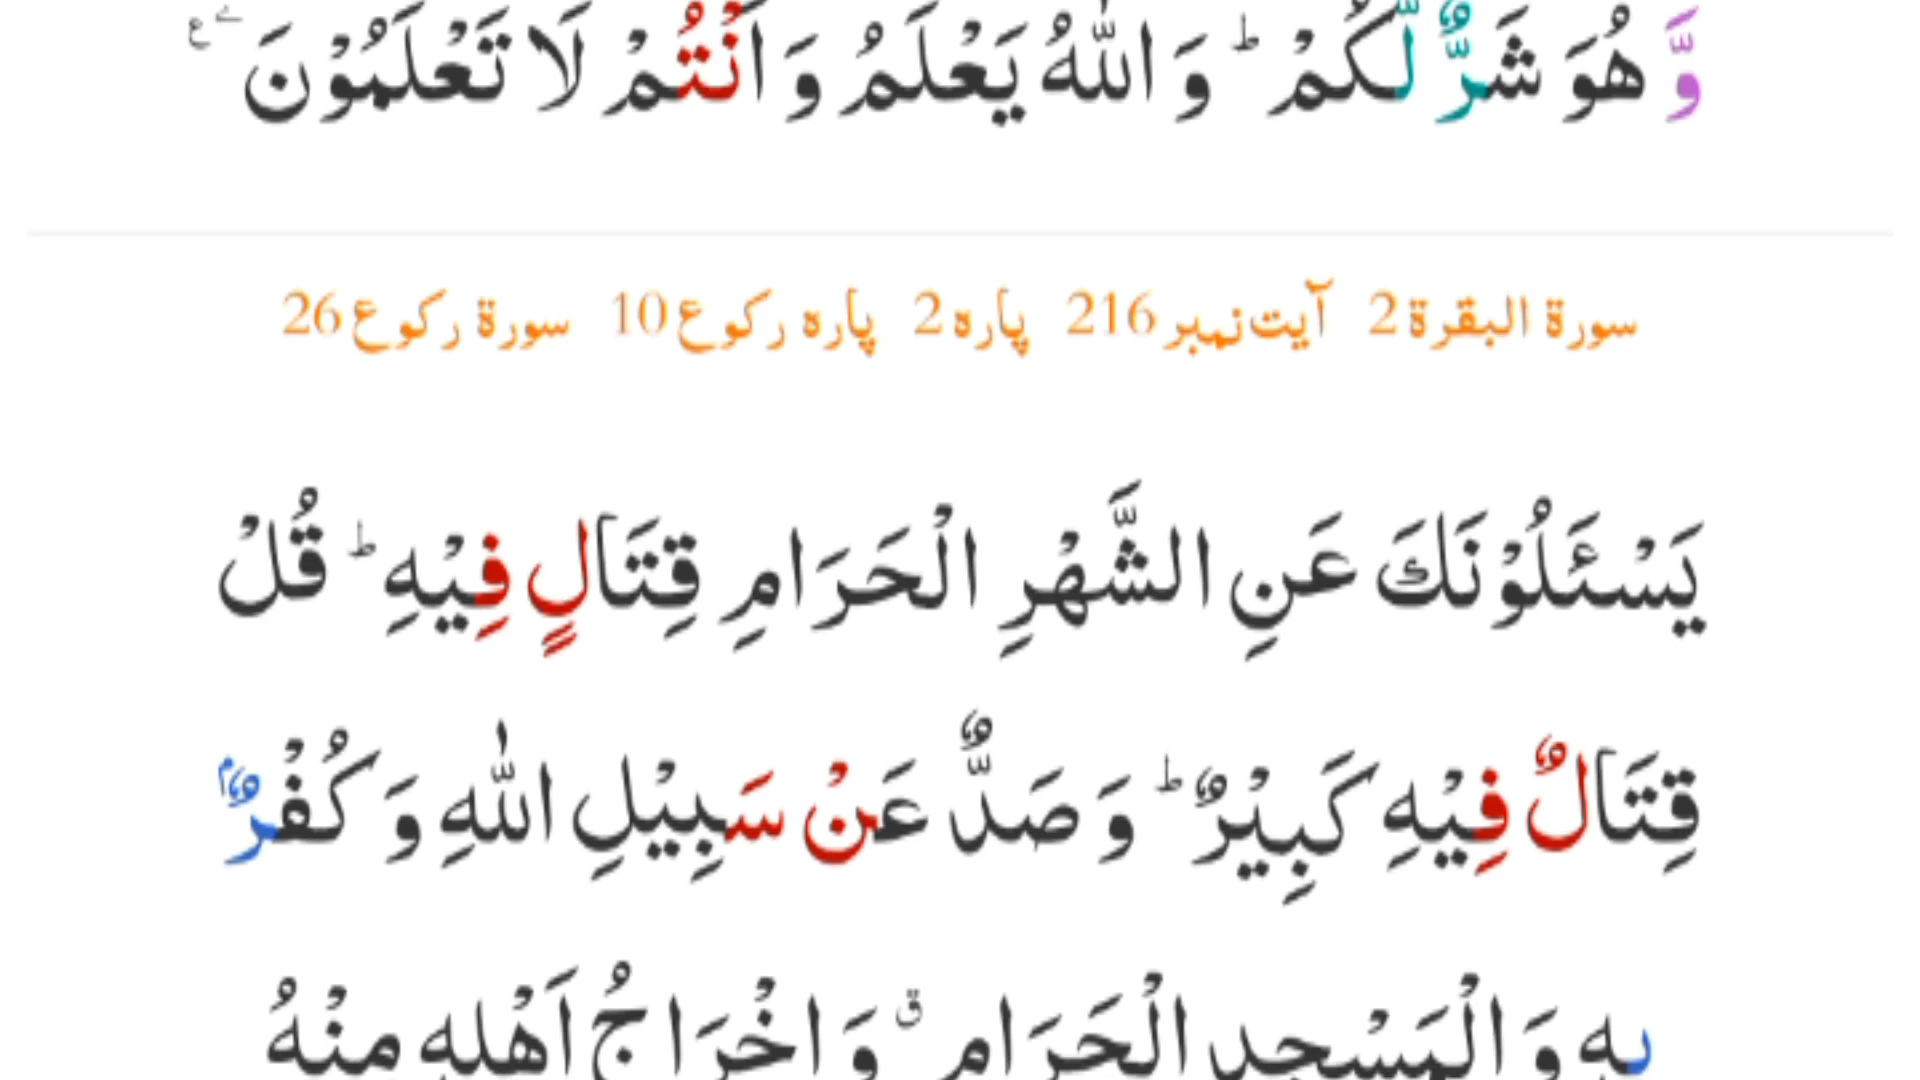 وَّ هُوَ شَرٌّ لَّكُمْ ؕ وَ اللّٰهُ يَعْلَمُ وَ اَنْتُمْ لَا تَعْلَمُوْنَ ۧ
سورۃ البقرۃ 2 آیت نمبر 216 پارہ 2 پارہ رکوع 10 سورۃ رکوع 26
يَسْـَٔلُوْنَكَ عَنِ الشَّهْرِ الْحَرَامِ قِتَالٍ فِيْهِ ؕ قُلْ
قِتَالٌ فِيْهِ كَبِيْرٌ ؕ وَ صَدٌّ عَنْ سَبِيْلِ اللّٰهِ وَ كُفْرٌۢ
بِهٖ وَ الْمَسْجِدِ الْحَرَامِ ۗ وَ اِخْرَاجُ اَهْلِهٖ مِنْهُ